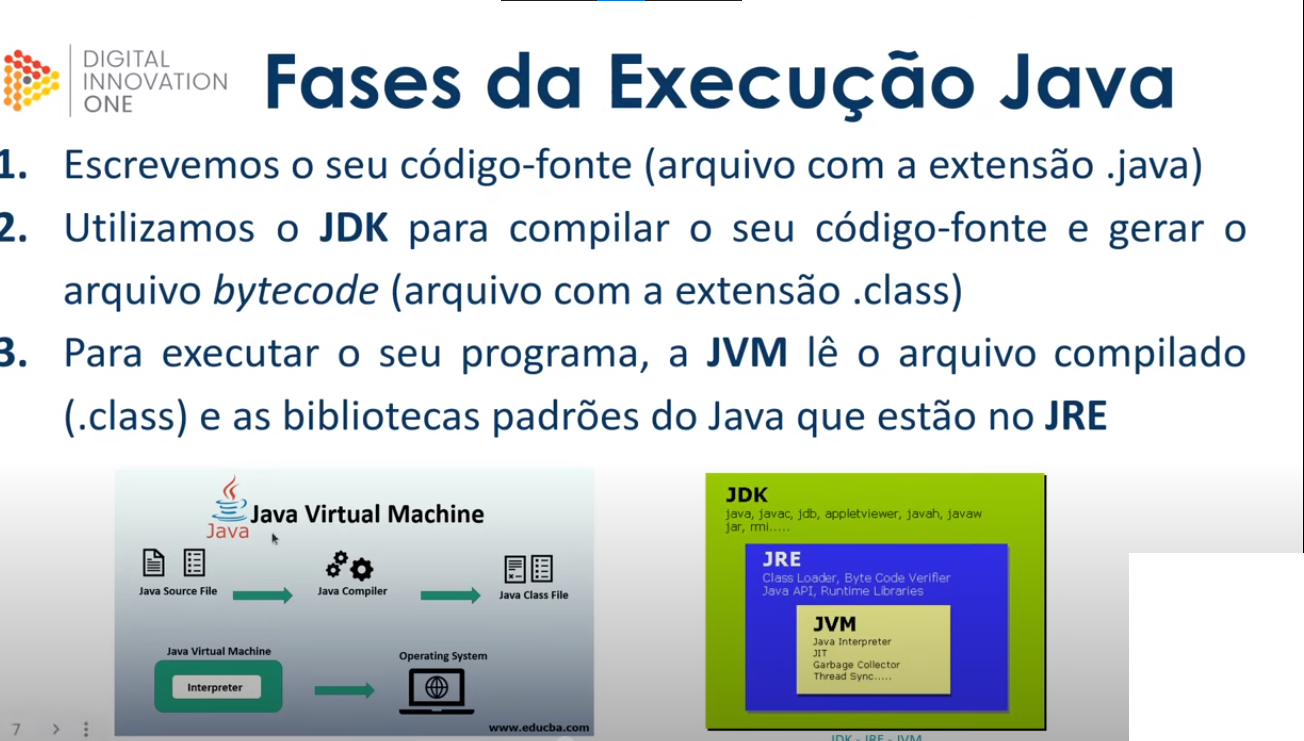 DIGITAL
INNOVATION
ONE
Fases da Execução Java
1. Escrevemos o seu código-fonte (arquivo com a extensão .java)
2. Utilizamos o JDK para compilar o seu código-fonte e gerar o
arquivo bytecode (arquivo com a extensão .class)
3. Para executar o seu programa, a JVM lê o arquivo compilado
(.class) e as bibliotecas padrões do Java que estão no JRE
Java
Java Virtual Machine
Java Source File
Java Compiler
Java Class File
Java Virtual Machine
Interpreter
Operating System
www.educba.com
JDK
java, javac, jdb, appletviewer, javah, javaw
jar, rmi.....
JRE
Class Loader, Byte Code Verifier
Java API, Runtime Libraries
JVM
Java Interpreter
JIT
Garbage Collector
Thread Sync.....
JDK - JRE - JVM
7